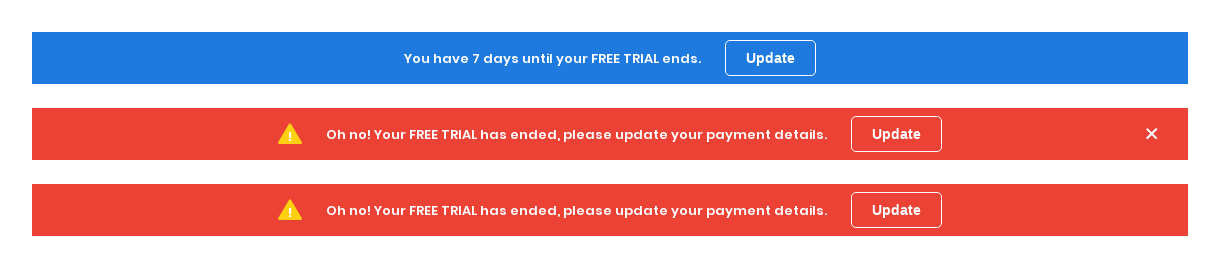 You have 7 days until your FREE TRIAL ends. Update
Oh no! Your FREE TRIAL has ended, please update your payment details. Update
Oh no! Your FREE TRIAL has ended, please update your payment details. Update